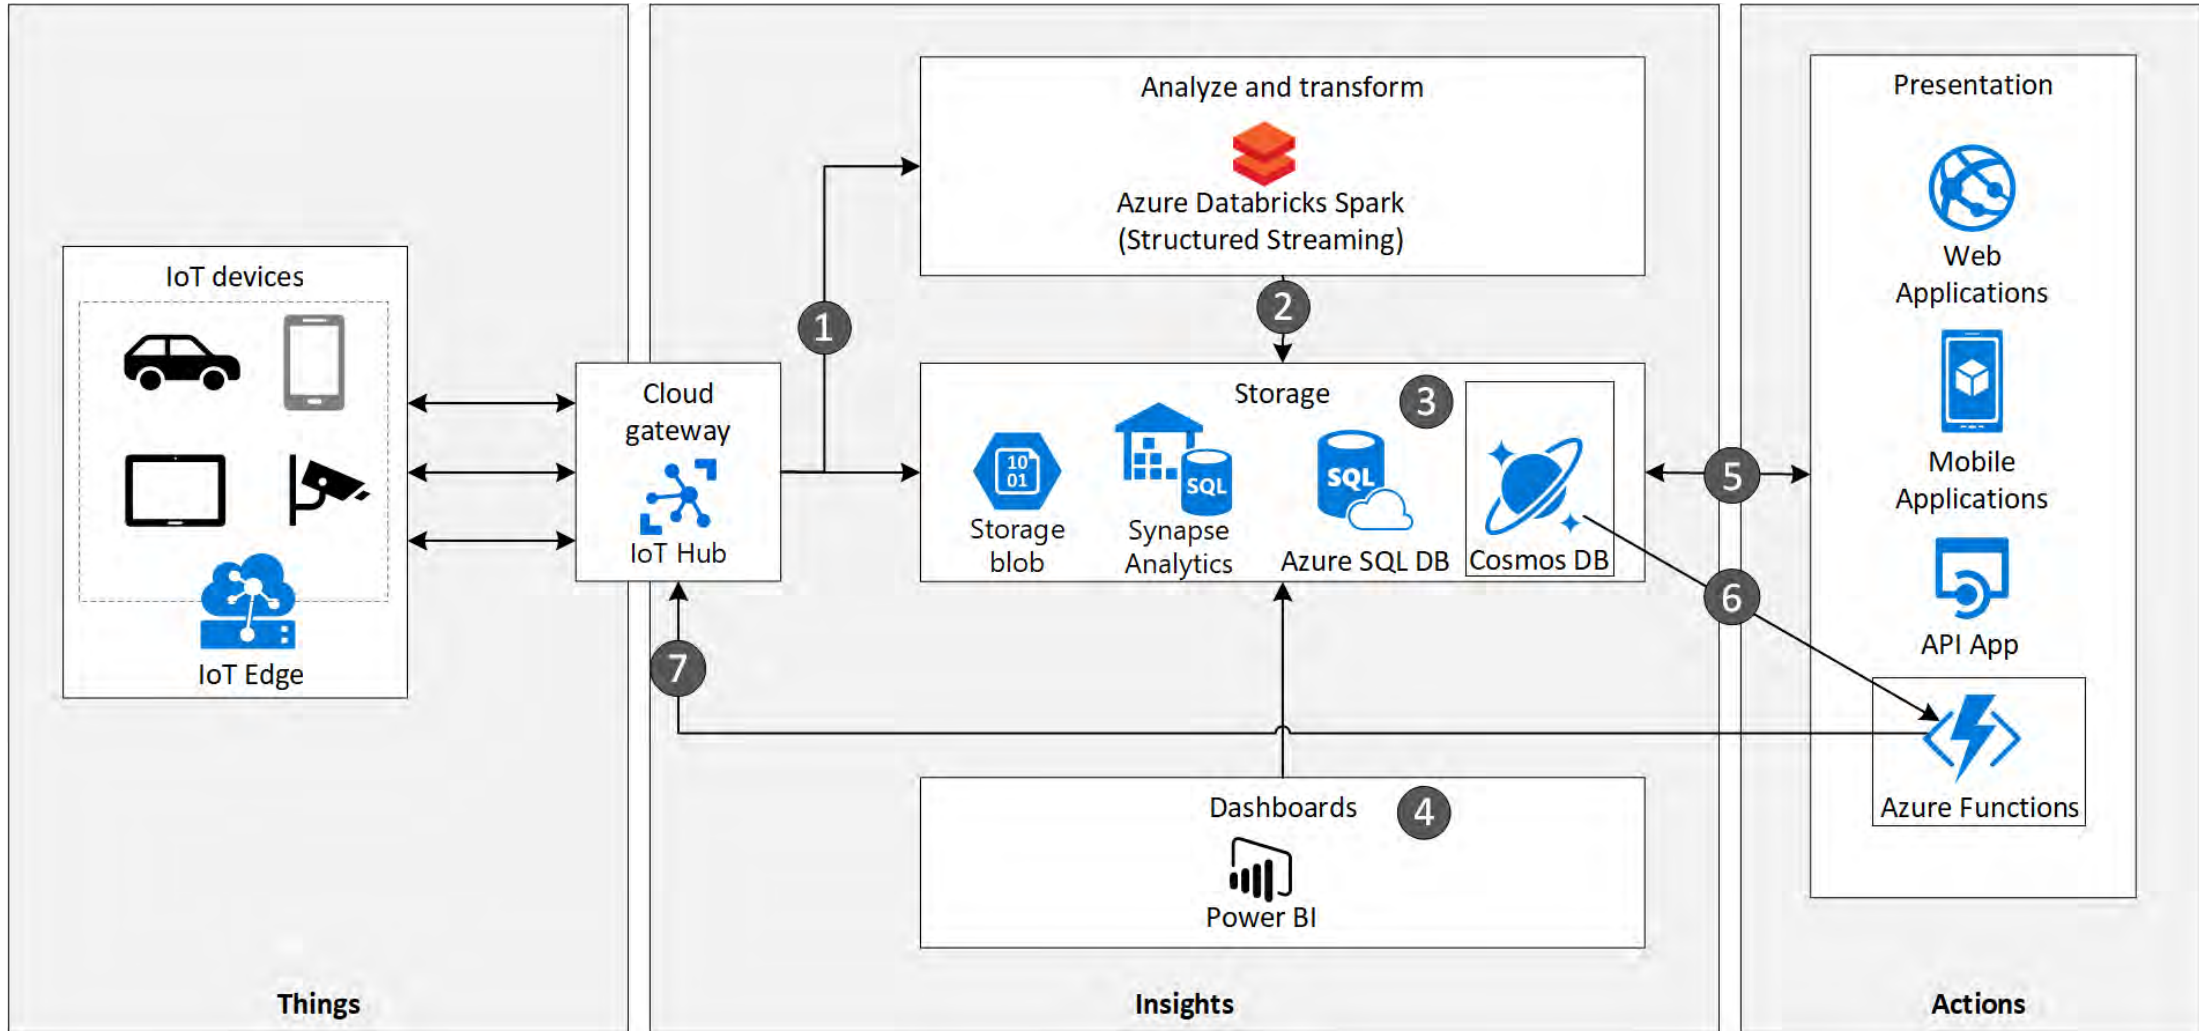 IoT devices
IoT Edge
Things
Cloud
gateway
IoT Hub
1
Analyze and transform
Azure Databricks Spark
(Structured Streaming)
2
Storage
3
10
01
Storage
blob
SQL
Synapse
Analytics
SQL
Azure SQL DB
Cosmos DB
7
Dashboards
4
Power BI
Insights
5
6
Presentation
Web
Applications
Mobile
Applications
API App
Azure Functions
Actions